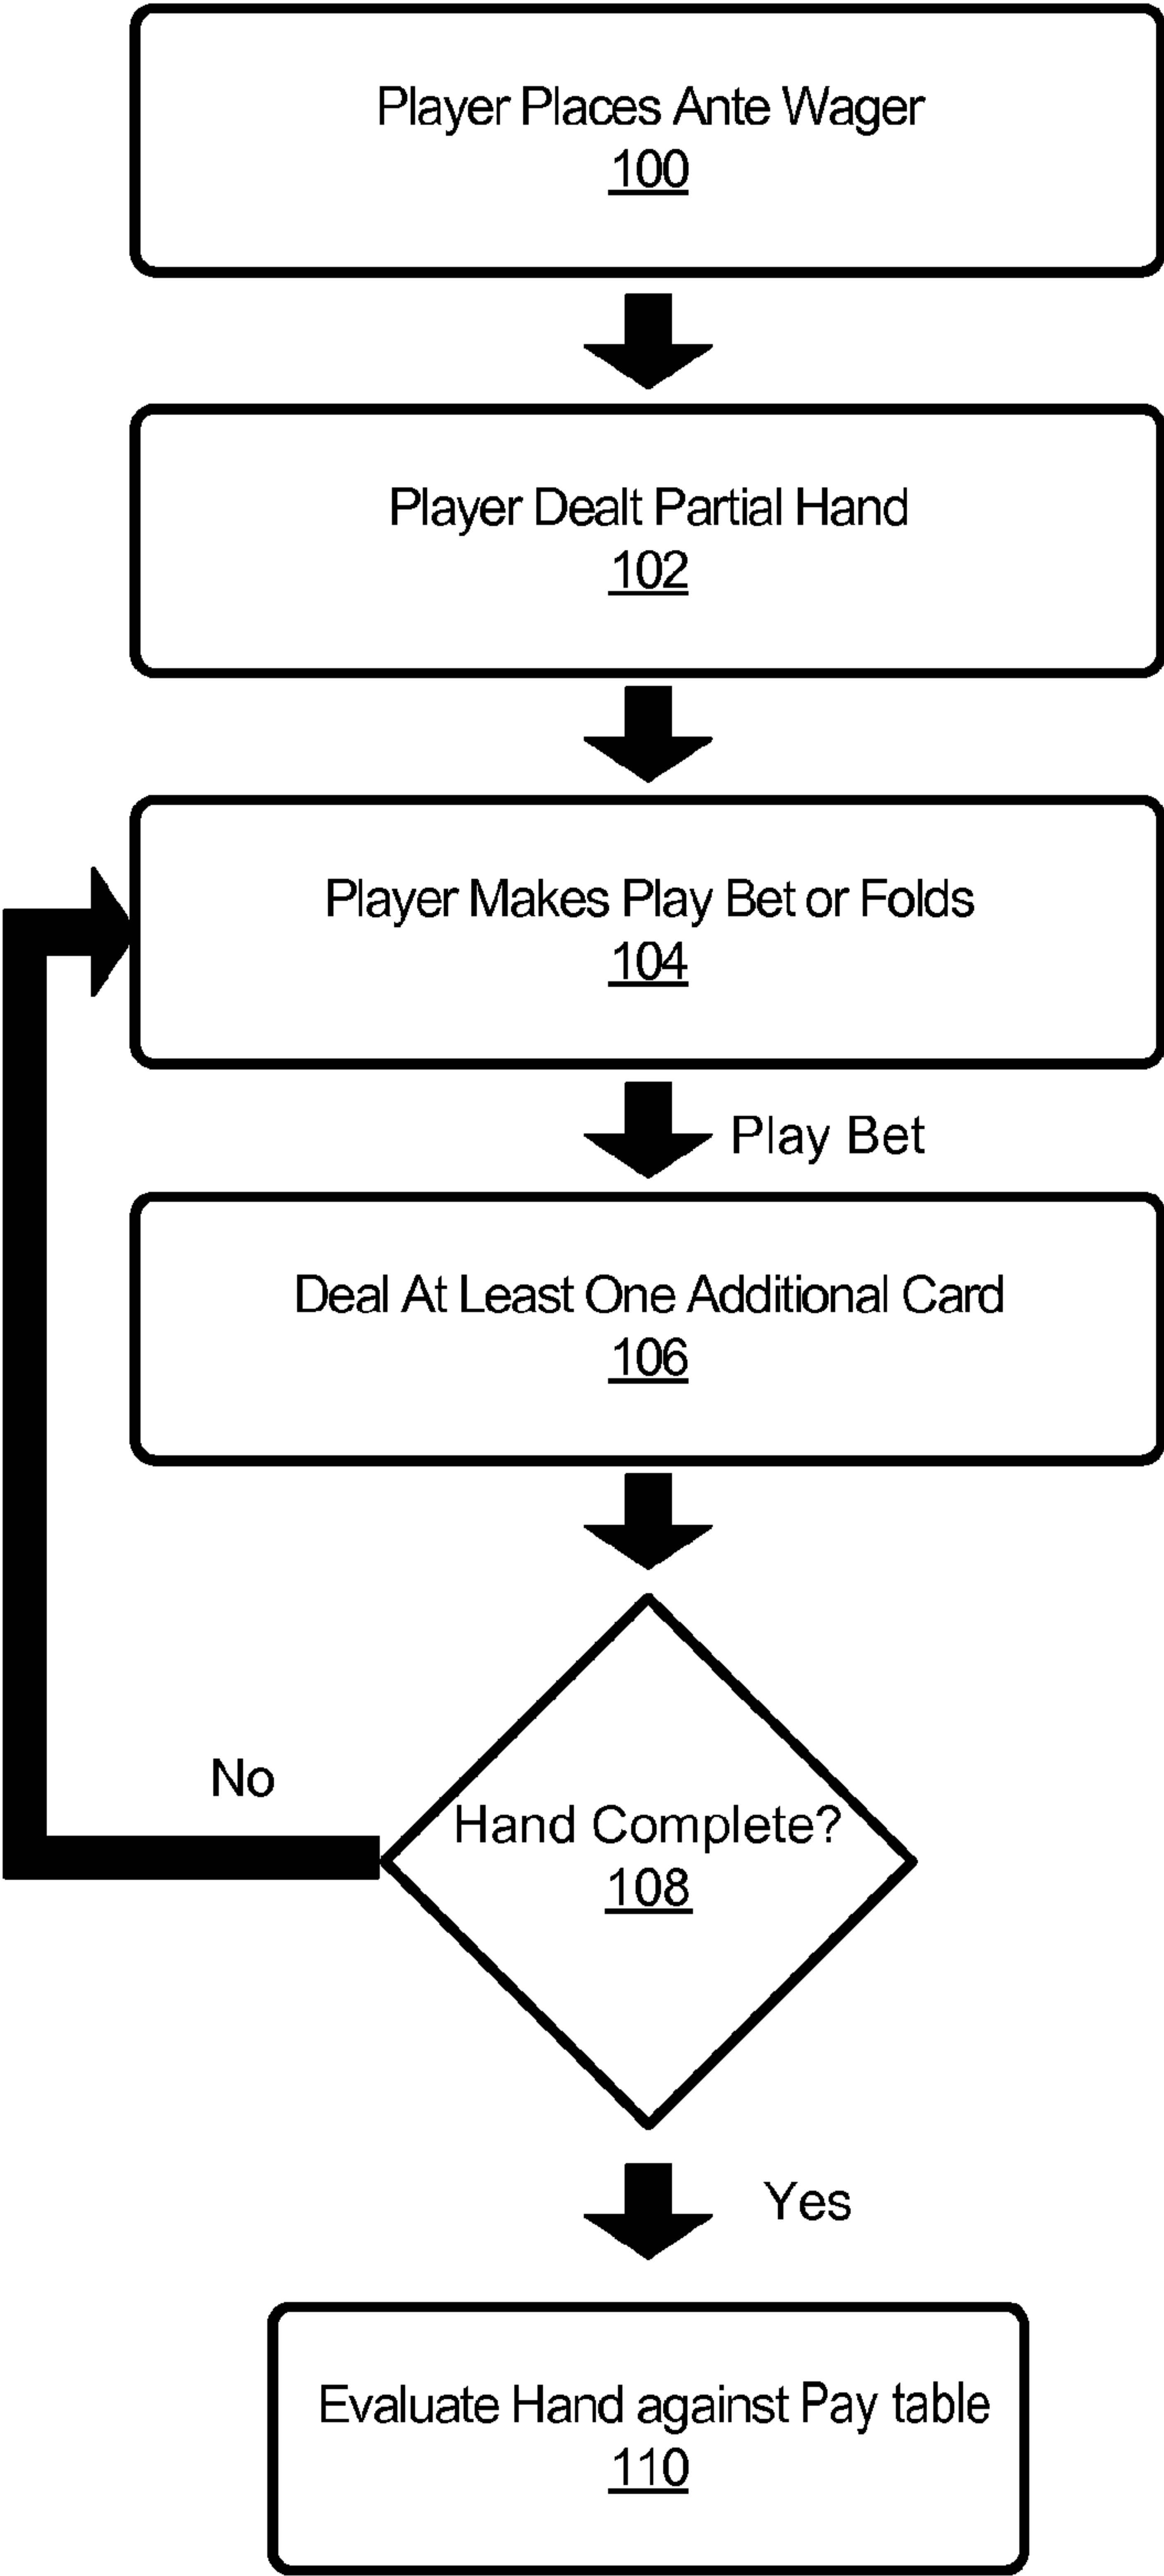 Player Places Ante Wager
100
Player Dealt Partial Hand
102
Player Makes Play Bet or Folds
104
Play Bet
Deal At Least One Additional Card
106
No
Hand Complete?
108
Yes
Evaluate Hand against Pay table
110